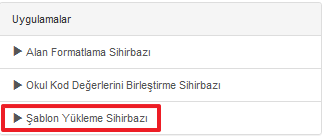 Uygulamalar
▶ Alan Formatlama Sihirbazı
▶ Okul Kod Değerlerini Birleştirme Sihirbazı
▶ Şablon Yükleme Sihirbazı